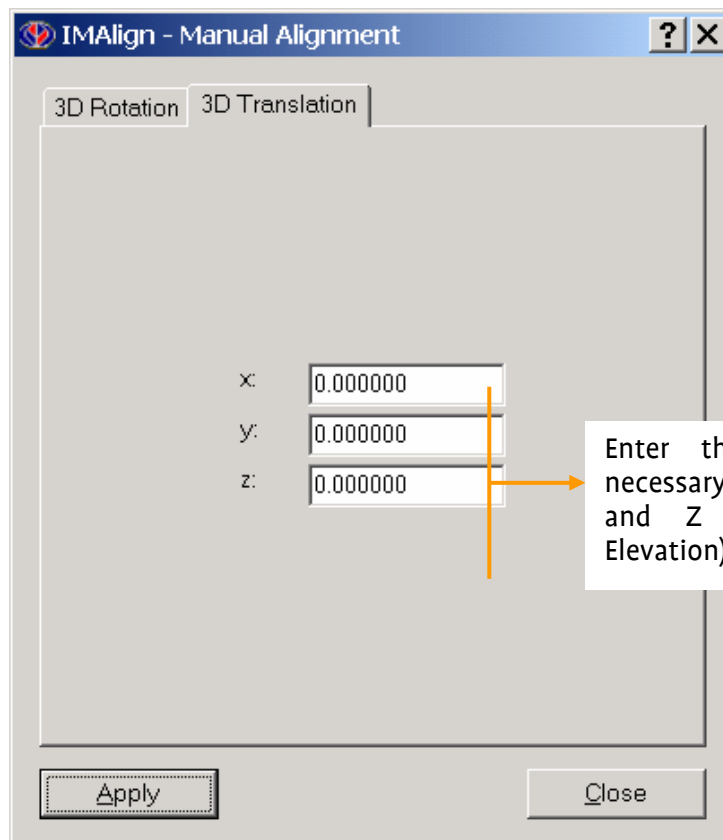 IMAlign - Manual Alignment
3D Rotation
3D Translation
x: 0.000000
y: 0.000000
z: 0.000000
Enter
necessary
and Z
Elevation)
Apply
Close